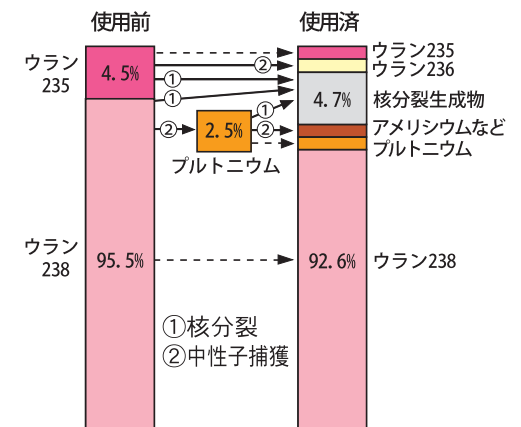 使用前
使用済
ウラン
235
4.5%
②
①
①
②
2.5%
①
②
プルトニウム
ウラン235
ウラン236
4.7%
核分裂生成物
アメリシウムなど
プルトニウム
ウラン
238
95.5%
92.6%
ウラン238
①核分裂
②中性子捕獲